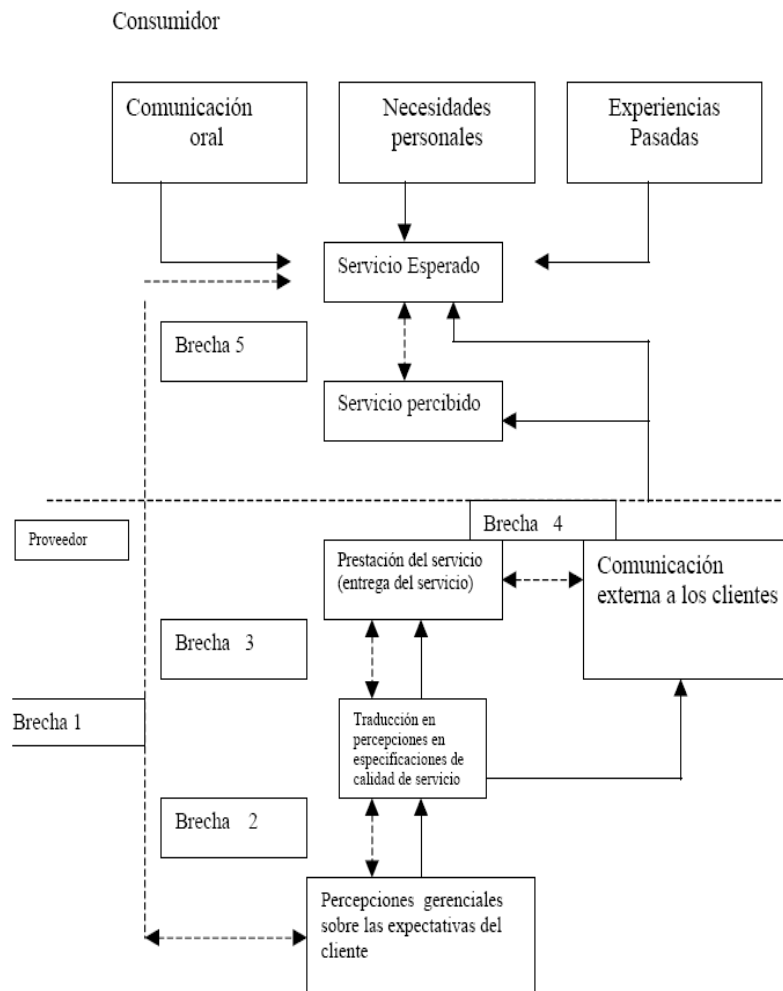 Consumidor
Comunicación
oral
Necesidades
personales
Experiencias
Pasadas
Servicio Esperado
Brecha 5
Servicio percibido
Brecha 4
Proveedor
Prestación del servicio
(entrega del servicio)
Comunicación
externa a los clientes
Brecha 3
Brecha 1
Traducción en
percepciones en
especificaciones de
calidad de servicio
Brecha 2
Percepciones gerenciales
sobre las expectativas del
cliente